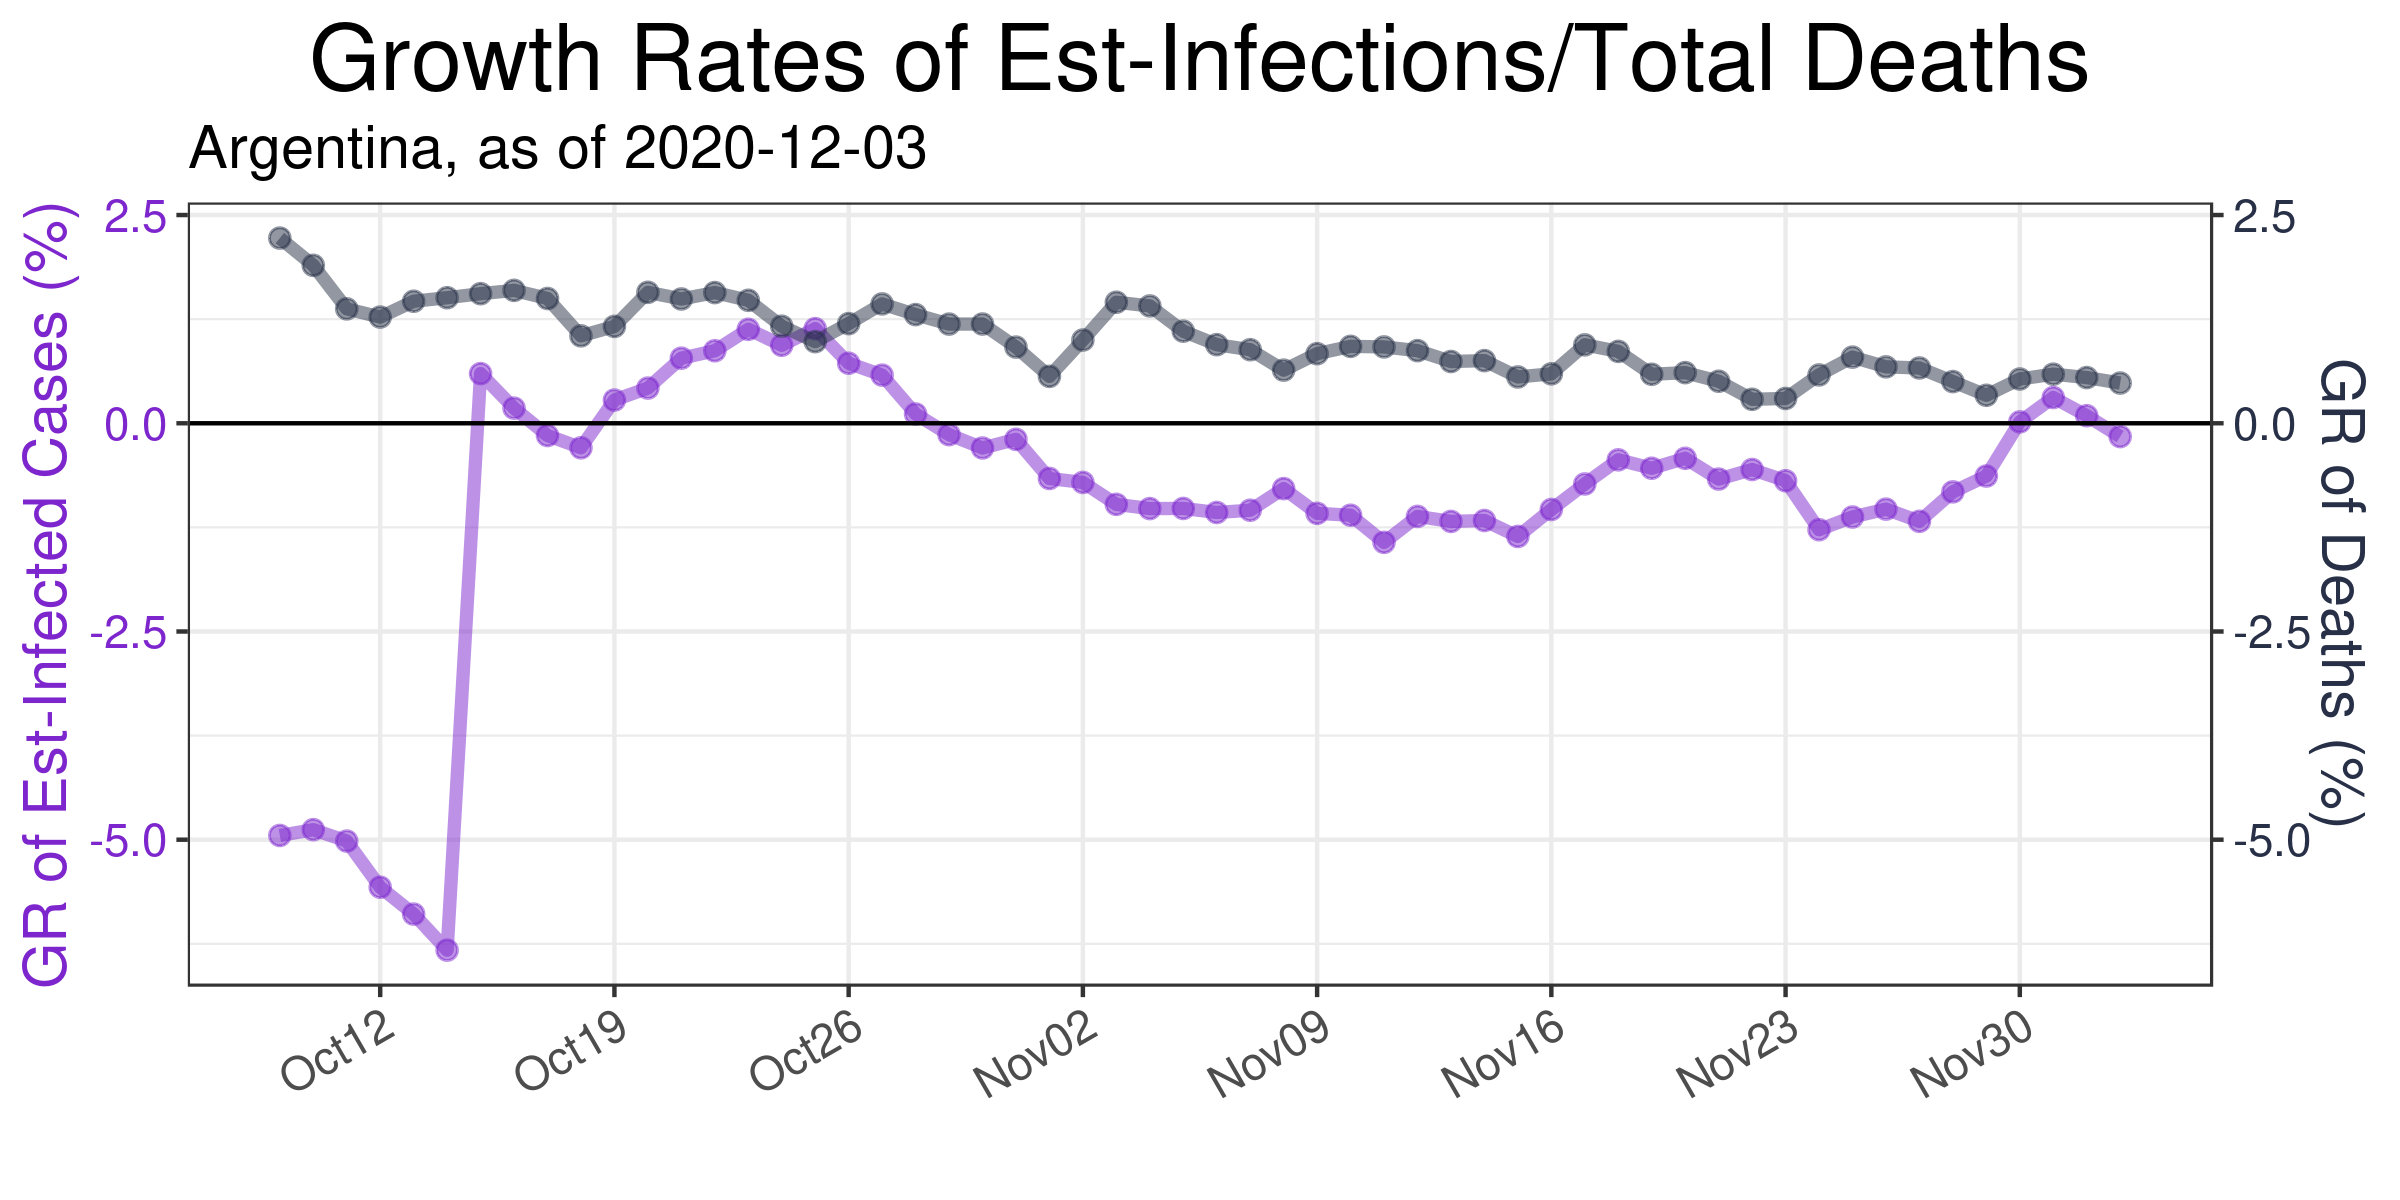 Growth Rates of Est-Infections/Total Deaths
Argentina, as of 2020-12-03
GR of Est-Infected Cases (%)
2.5
0.0
-2.5
-5.0
2.5
0.0
-2.5
-5.0
GR of Deaths (%)
Oct12
Oct19
Oct26
Nov02
Nov09
Nov16
Nov23
Nov30